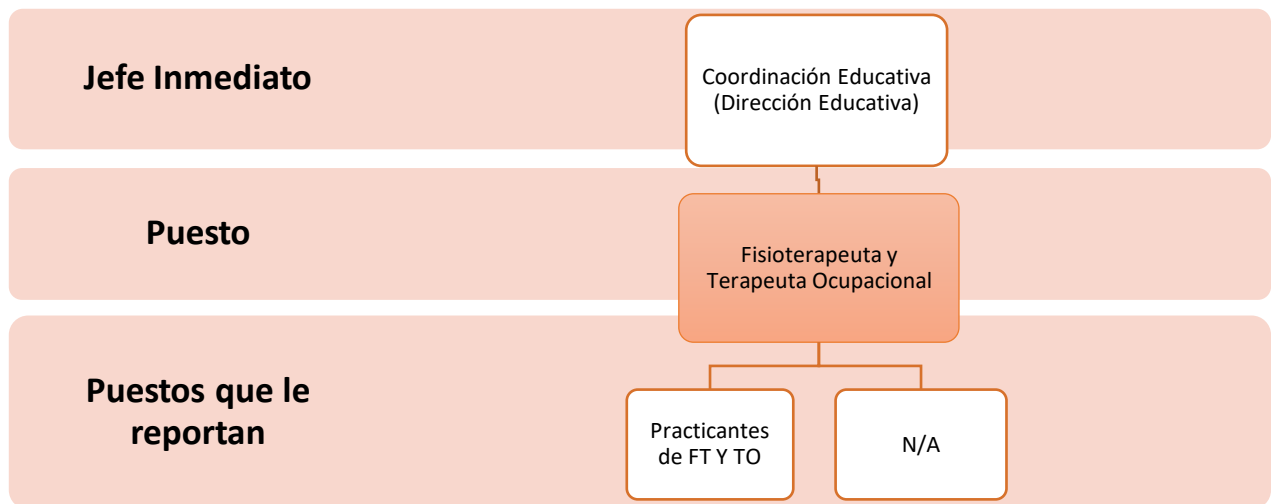 Jefe Inmediato
Coordinación Educativa
(Dirección Educativa)
Puesto
Fisioterapeuta y
Terapeuta Ocupacional
Puestos que le
reportan
Practicantes
de FT Y TO
N/A